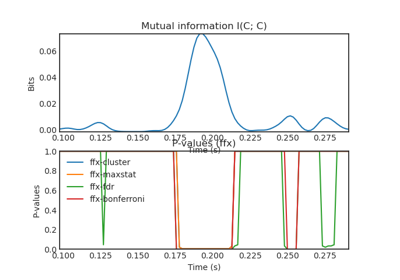 Mutual information I(C; C)
Bits
0.06
0.04
0.02
0.00
0.100 0.125 0.150 0.175 0.200 0.225 0.250 0.275
Time (s)
P-values (ffx)
P-values
1.0
0.8
0.6
0.4
0.2
0.0
ffx-cluster
ffx-maxstat
ffx-fdr
ffx-bonferroni
0.100 0.125 0.150 0.175 0.200 0.225 0.250 0.275
Time (s)